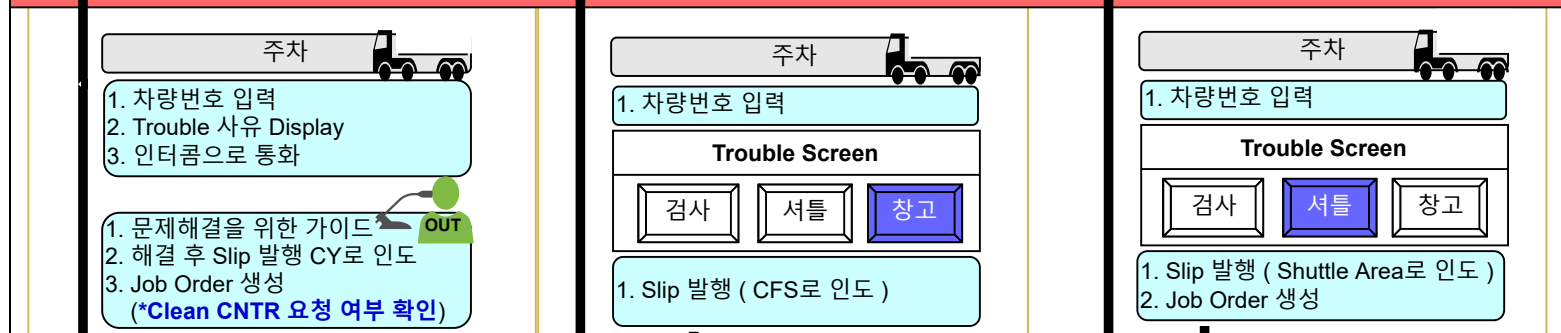 주차
1. 차량번호 입력
2. Trouble 사유 Display
3. 인터콤으로 통화
OUT
1. 문제해결을 위한 가이드
2. 해결 후 Slip 발행 CY로 인도
3. Job Order 생성
(*Clean CNTR 요청 여부 확인)
주차
1. 차량번호 입력
Trouble Screen
검사 셔틀 창고
1. Slip 발행 ( CFS로 인도 )
주차
1. 차량번호 입력
Trouble Screen
검사 셔틀 창고
1. Slip 발행 ( Shuttle Area로 인도 )
2. Job Order 생성